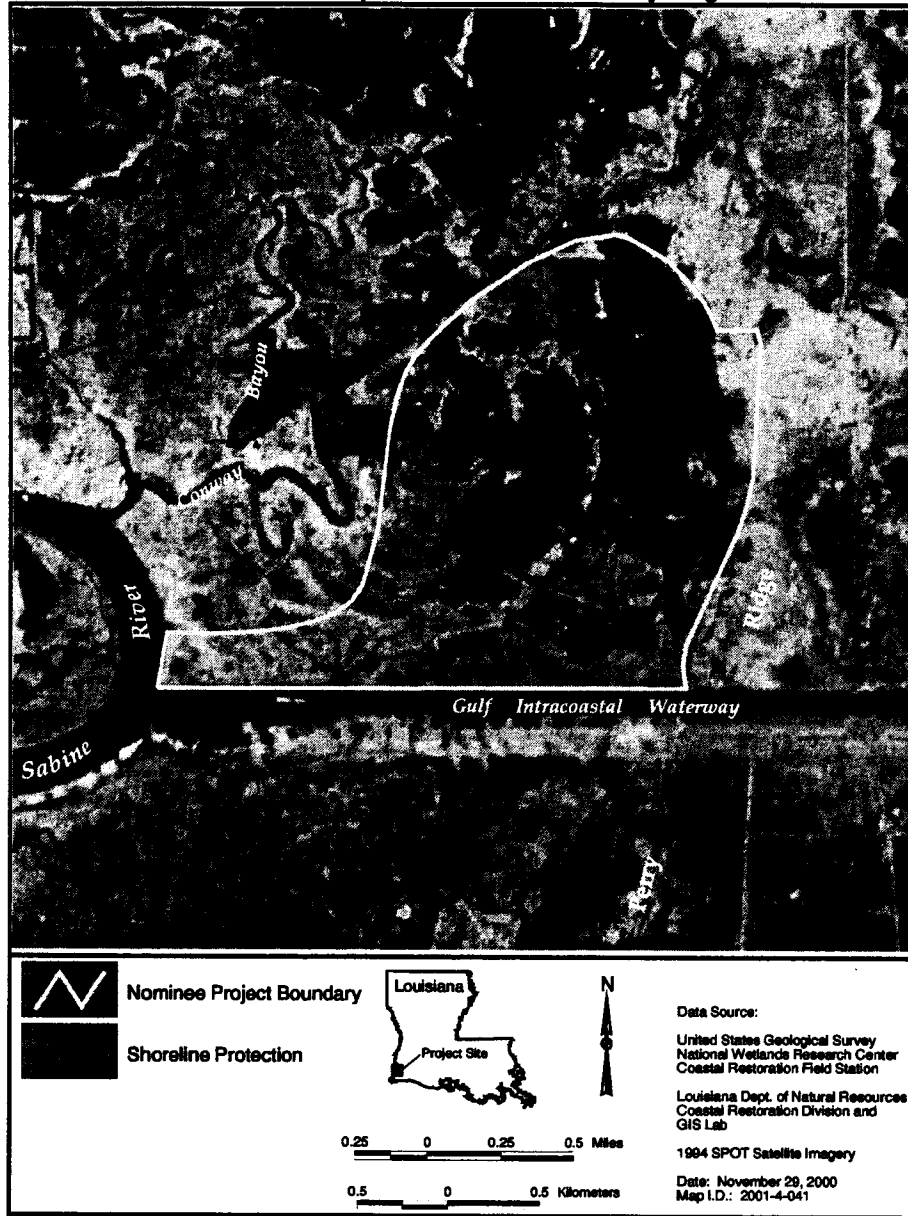 Bayou
Conway
River
Sabine
Ridge
Gulf Intracoastal Waterway
Perry
Nominee Project Boundary
Shoreline Protection
Louisiana
Project Site
N
Data Source:
United States Geological Survey
National Wetlands Research Center
Coastal Restoration Field Station
Louisiana Dept. of Natural Resources
Coastal Restoration Division and
GIS Lab
1994 SPOT Satellite Imagery
Date: November 29, 2000
Map I.D.: 2001-4-041
0.25 0 0.25 0.5 Miles
0.5 0 0.5 Kilometers